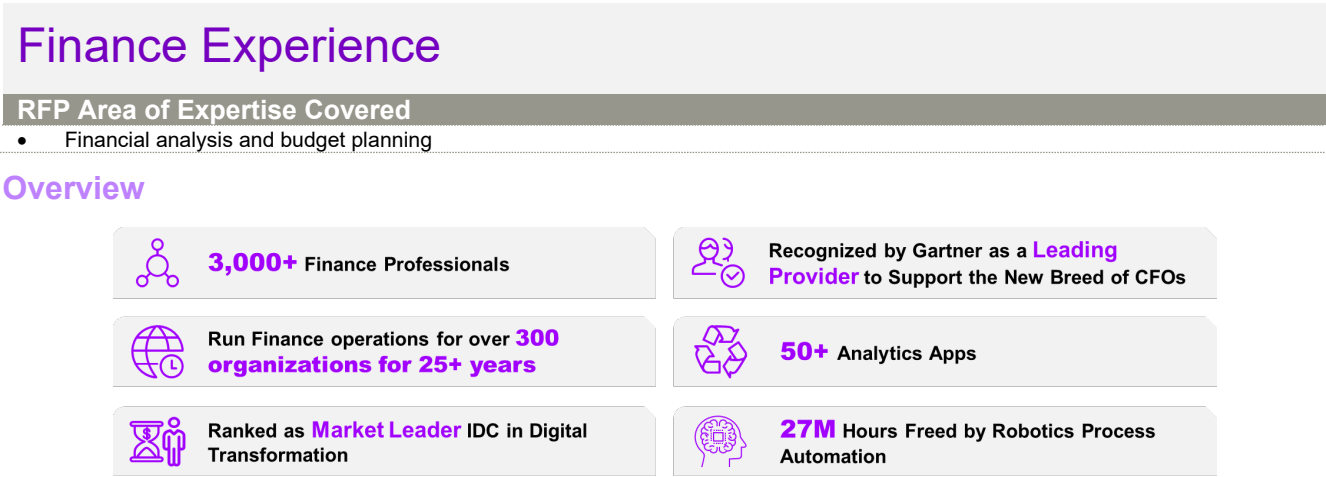 Finance Experience
RFP Area of Expertise Covered
• Financial analysis and budget planning
Overview
3,000+ Finance Professionals
Recognized by Gartner as a Leading
Provider to Support the New Breed of CFOs
Run Finance operations for over 300
organizations for 25+ years
50+ Analytics Apps
Ranked as Market Leader IDC in Digital
Transformation
27M Hours Freed by Robotics Process
Automation